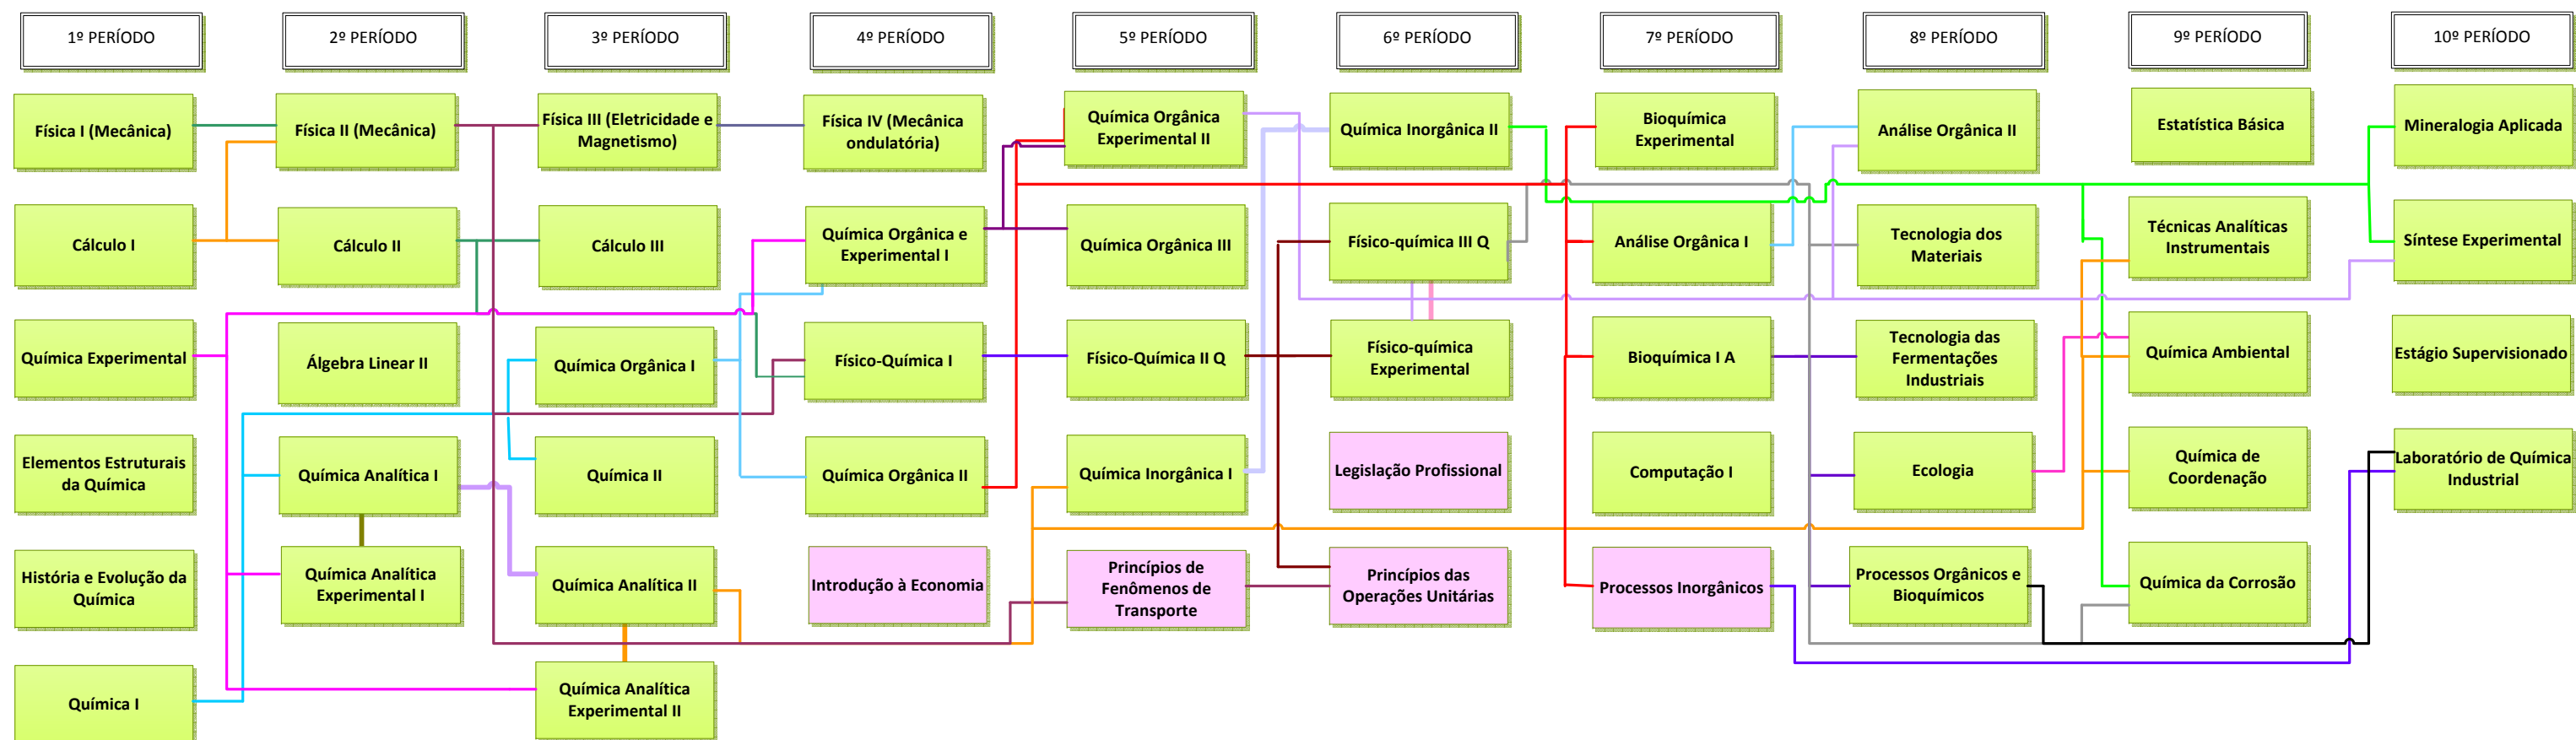 1º PERÍODO
2º PERÍODO
3º PERÍODO
4º PERÍODO
5º PERÍODO
6º PERÍODO
7º PERÍODO
8º PERÍODO
9º PERÍODO
10º PERÍODO
Física I (Mecânica)
Física II (Mecânica)
Física III (Eletricidade e
Magnetismo)
Física IV (Mecânica
ondulatória)
Química Orgânica
Experimental II
Química Inorgânica II
Bioquímica
Experimental
Análise Orgânica II
Estatística Básica
Mineralogia Aplicada
Cálculo I
Cálculo II
Cálculo III
Química Orgânica e
Experimental I
Química Orgânica III
Físico-química III Q
Análise Orgânica I
Tecnologia dos
Materiais
Técnicas Analíticas
Instrumentais
Síntese Experimental
Química Experimental
Álgebra Linear II
Química Orgânica I
Físico-Química I
Físico-Química II Q
Físico-química
Experimental
Bioquímica I A
Tecnologia das
Fermentações
Industriais
Química Ambiental
Estágio Supervisionado
Elementos Estruturais
da Química
Química Analítica I
Química II
Química Orgânica II
Química Inorgânica I
Legislação Profissional
Computação I
Ecologia
Química de
Coordenação
Laboratório de Química
Industrial
História e Evolução da
Química
Química Analítica
Experimental I
Química Analítica II
Introdução à Economia
Princípios de
Fenômenos de
Transporte
Princípios das
Operações Unitárias
Processos Inorgânicos
Processos Orgânicos e
Bioquímicos
Química da Corrosão
Química I
Química Analítica
Experimental II